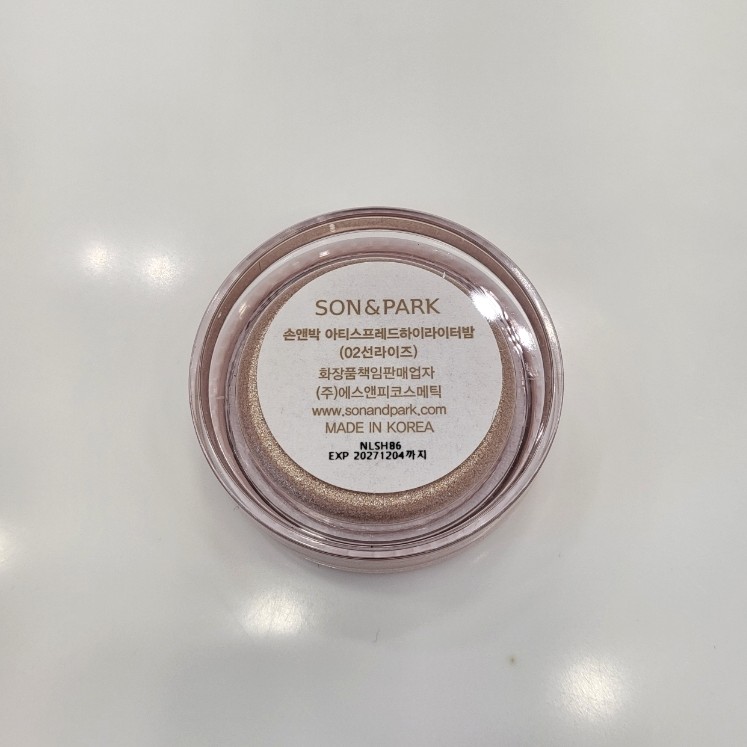 SON&PARK
손앤박 아티스프레드하이라이터밤
(02선라이즈)
화장품책임판매업자
(주)에스앤피코스메틱
www.sonandpark.com
MADE IN KOREA
NLSH86
EXP 20271204까지